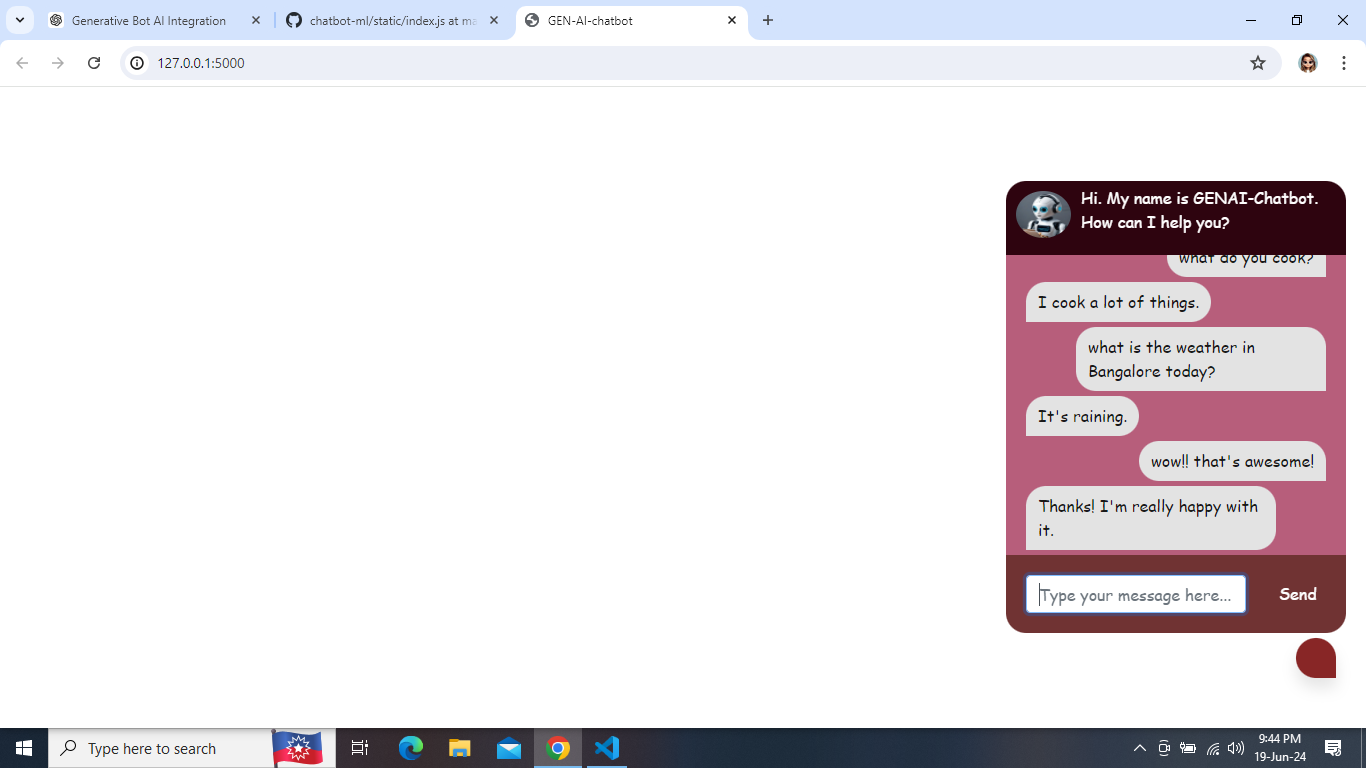 Generative Bot AI Integration
chatbot-ml/static/index.js at ma
GEN-AI-chatbot
127.0.0.1:5000
Hi. My name is GENAI-Chatbot.
How can I help you?
what do you cook?
I cook a lot of things.
what is the weather in
Bangalore today?
It's raining.
wow!! that's awesome!
Thanks! I'm really happy with
it.
Type your message here...
Send
Type here to search
9:44 PM
19-Jun-24